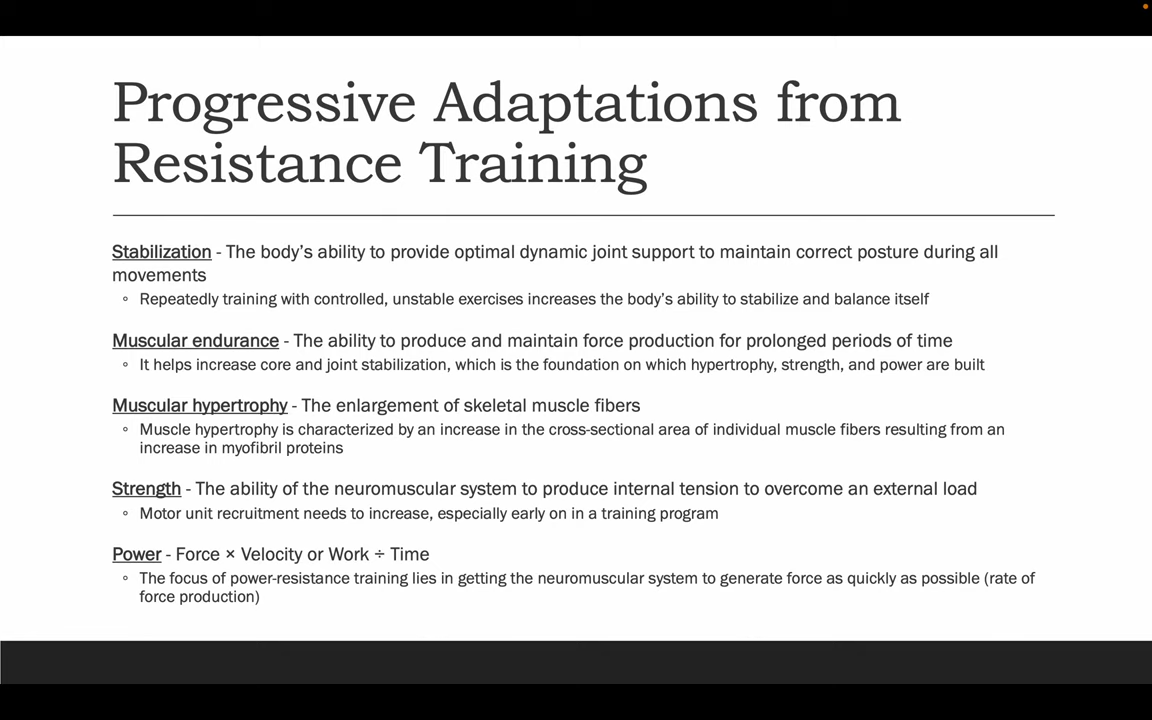 Progressive Adaptations from
Resistance Training
Stabilization - The body’s ability to provide optimal dynamic joint support to maintain correct posture during all
movements
◦ Repeatedly training with controlled, unstable exercises increases the body’s ability to stabilize and balance itself
Muscular endurance - The ability to produce and maintain force production for prolonged periods of time
◦ It helps increase core and joint stabilization, which is the foundation on which hypertrophy, strength, and power are built
Muscular hypertrophy - The enlargement of skeletal muscle fibers
◦ Muscle hypertrophy is characterized by an increase in the cross-sectional area of individual muscle fibers resulting from an
increase in myofibril proteins
Strength - The ability of the neuromuscular system to produce internal tension to overcome an external load
◦ Motor unit recruitment needs to increase, especially early on in a training program
Power - Force × Velocity or Work ÷ Time
◦ The focus of power-resistance training lies in getting the neuromuscular system to generate force as quickly as possible (rate of
force production)